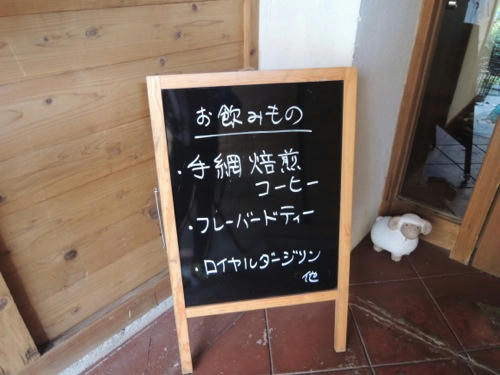 お飲みもの
・手網焙煎
コーヒー
・フレーバードティー
・ロイヤルダージリン
他